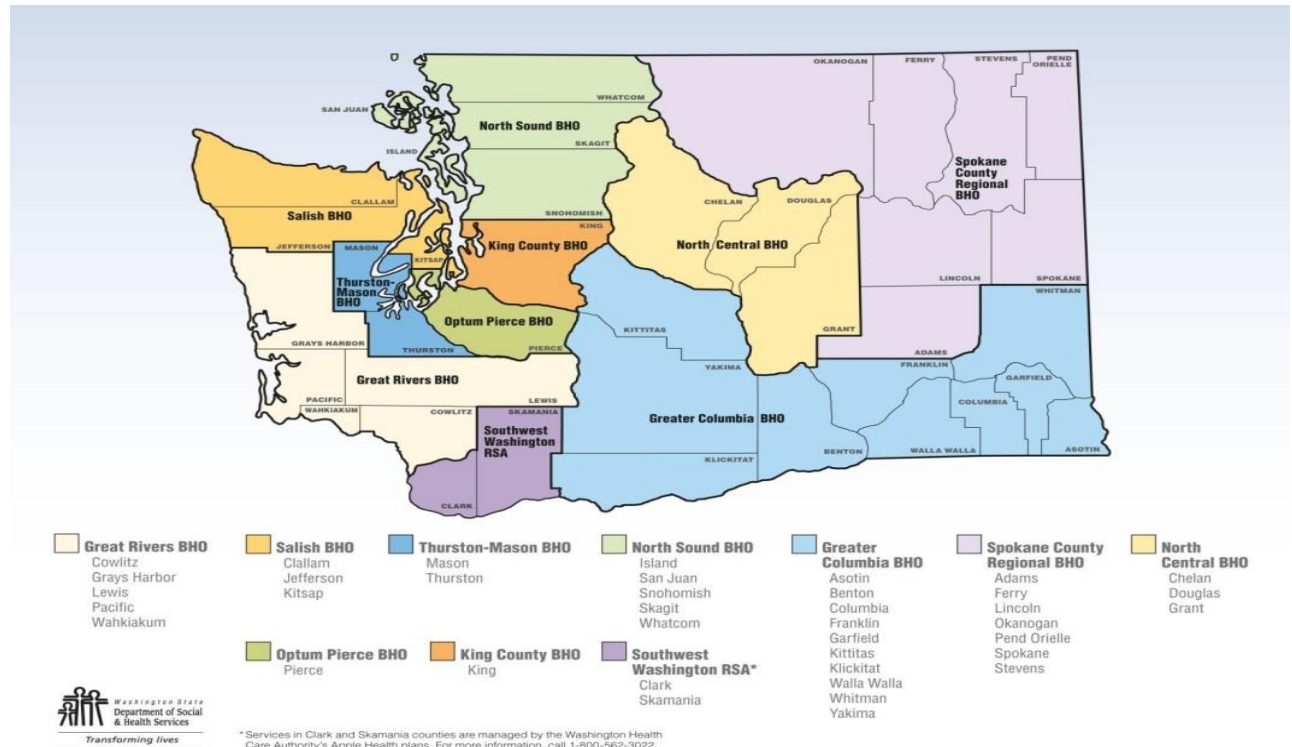 OKANOGAN
FERRY
STEVENS
PEND
ORIELLE
WHATCOM
SAN JUAN
North Sound BHO
SKAGIT
ISLAND
Spokane
County
Regional
BHO
CLALLAM
CHELAN
DOUGLAS
Salish BHO
SNOHOMISH
KING
JEFFERSON
MASON
King County BHO
North Central BHO
KITSAP
LINCOLN
SPOKANE
Thurston-
Mason BHO
WHITMAN
Optum Pierce BHO
KITTITAS
GRANT
GRAYS HARBOR
THURSTON
PIERCE
ADAMS
YAKIMA
FRANKLIN
Great Rivers BHO
GARFIELD
PACIFIC
LEWIS
COLUMBIA
WAHKIAKUM
COWLITZ
SKAMANIA
Greater Columbia BHO
Southwest
Washington
RSA
KLICKITAT
BENTON
WALLA WALLA
ASOTIN
CLARK
Great Rivers BHO
Cowlitz
Grays Harbor
Lewis
Pacific
Wahkiakum
Salish BHO
Clallam
Jefferson
Kitsap
Thurston-Mason BHO
Mason
Thurston
North Sound BHO
Island
San Juan
Snohomish
Skagit
Whatcom
Greater
Columbia BHO
Asotin
Benton
Columbia
Franklin
Garfield
Kittitas
Klickitat
Walla Walla
Whitman
Yakima
Spokane County
Regional BHO
Adams
Ferry
Lincoln
Okanogan
Pend Orielle
Spokane
Stevens
North
Central BHO
Chelan
Douglas
Grant
Optum Pierce BHO
Pierce
King County BHO
King
Southwest
Washington RSA*
Clark
Skamania
Washington State
Department of Social
& Health Services
Transforming lives
* Services in Clark and Skamania counties are managed by the Washington Health
Care Authority's Apple Health plans. For more information, call 1-800-562-3022